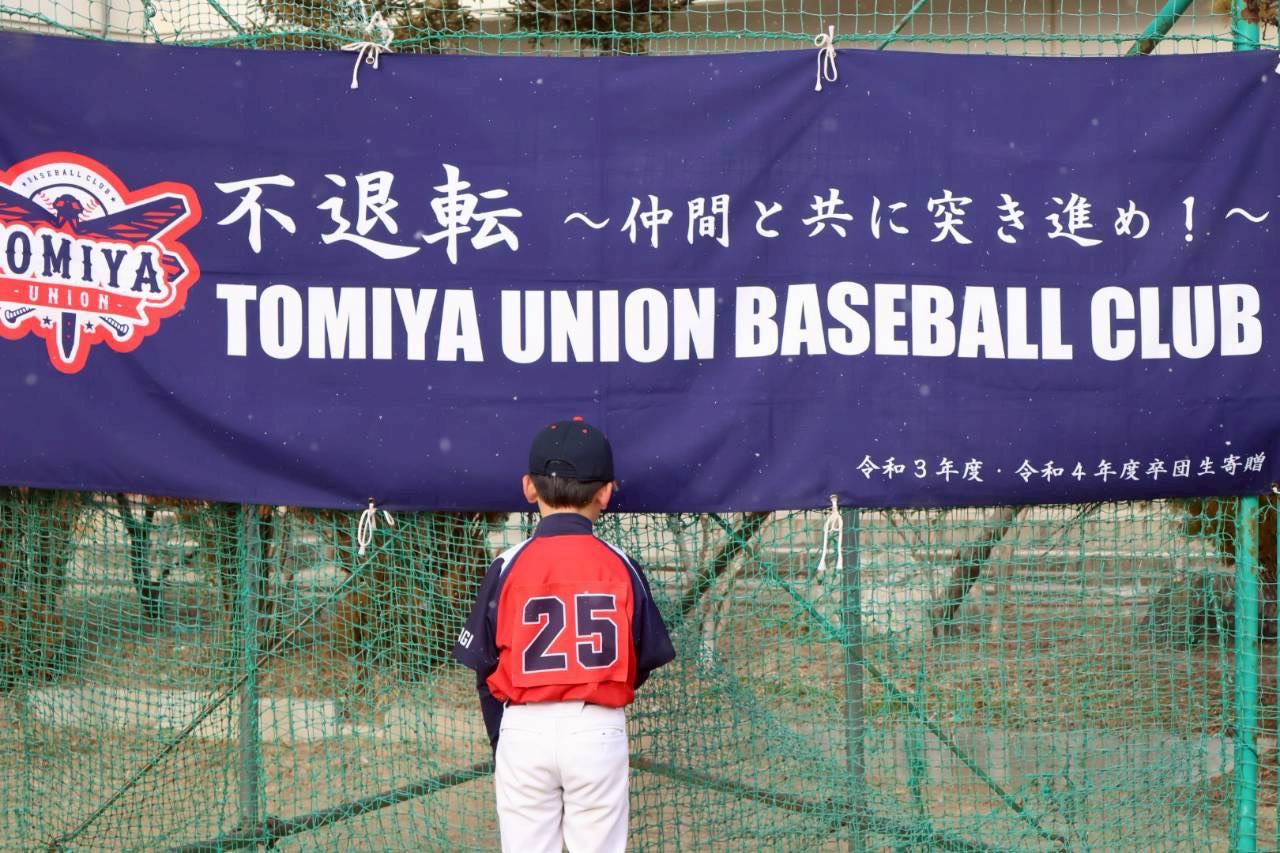 BASEBALL CLUB
OMIYA
- UNION -
不退転 ～仲間と共に突き進め！～
TOMIYA UNION BASEBALL CLUB
令和３年度・令和４年度卒団生寄贈
25